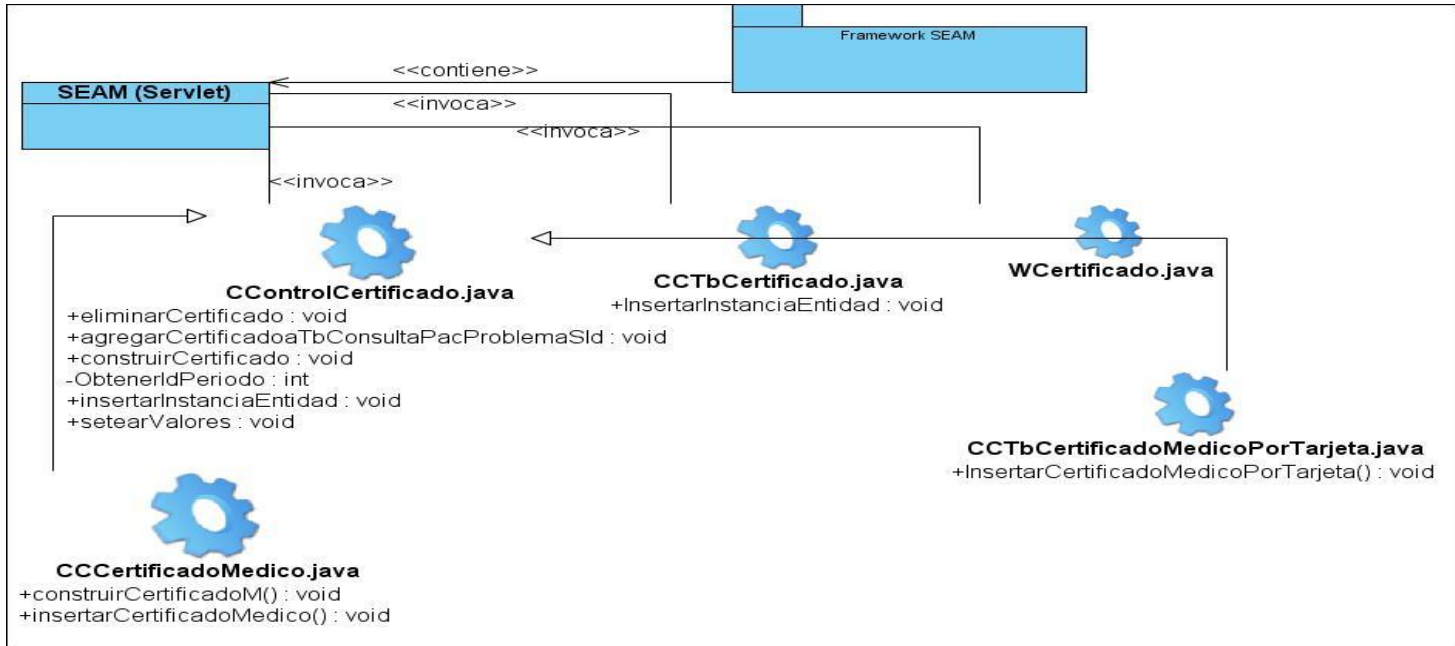 Framework SEAM
<<contiene>>
SEAM (Servlet)
<<invoca>>
<<invoca>>
<<invoca>>
CControlCertificado.java
+eliminarCertificado : void
+agregarCertificadoaTbConsultaPacProblemaSld : void
+construirCertificado : void
-ObtenerIdPeriodo : int
+insertarInstanciaEntidad : void
+setearValores : void
CCTbCertificado.java
+InsertarInstanciaEntidad : void
WCertificado.java
CCTbCertificadoMedicoPorTarjeta.java
+InsertarCertificadoMedicoPorTarjeta() : void
CCCertificadoMedico.java
+construirCertificadoM() : void
+insertarCertificadoMedico() : void